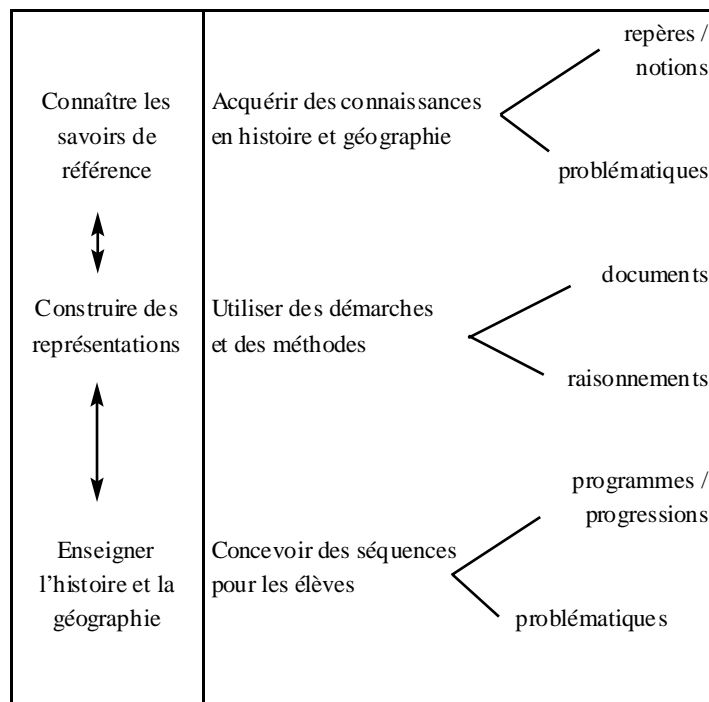 Connaître les
savoirs de
référence
Acquérir des connaissances
en histoire et géographie
repères /
notions
problématiques
Construire des
représentations
Utiliser des démarches
et des méthodes
documents
raisonnements
Enseigner
l'histoire et la
géographie
Concevoir des séquences
pour les élèves
programmes /
progressions
problématiques